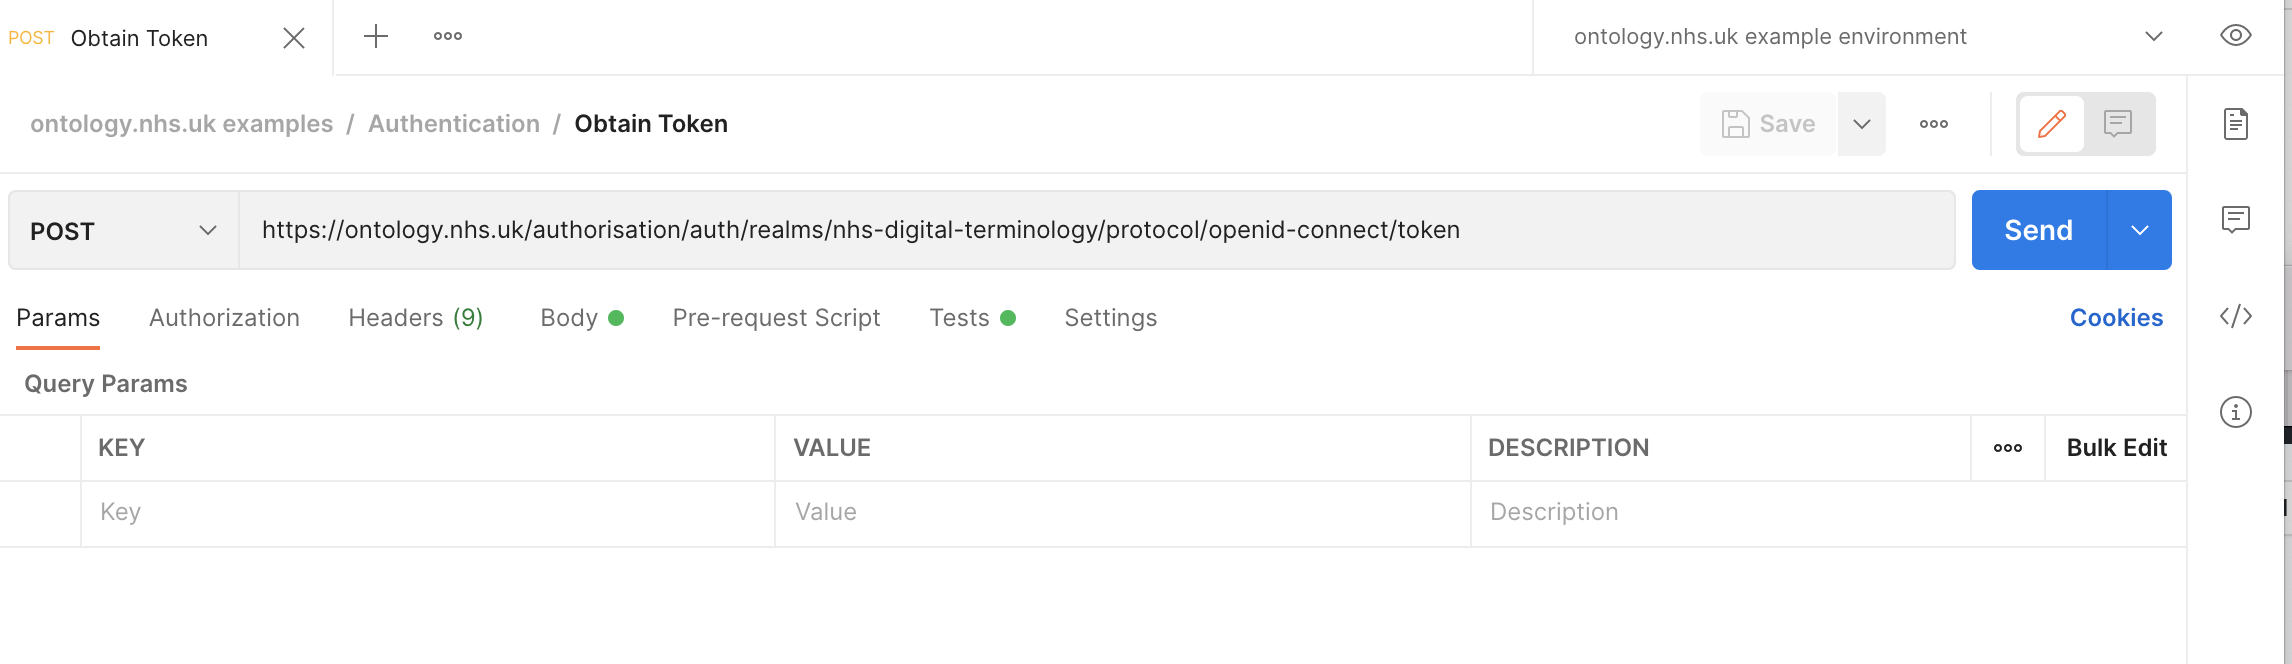 POST Obtain Token ontology.nhs.uk example environment
ontology.nhs.uk examples / Authentication / Obtain Token Save
POST https://ontology.nhs.uk/authorisation/auth/realms/nhs-digital-terminology/protocol/openid-connect/token Send
Params Authorization Headers (9) Body Pre-request Script Tests Settings Cookies
Query Params
KEY VALUE DESCRIPTION Bulk Edit
Key Value Description